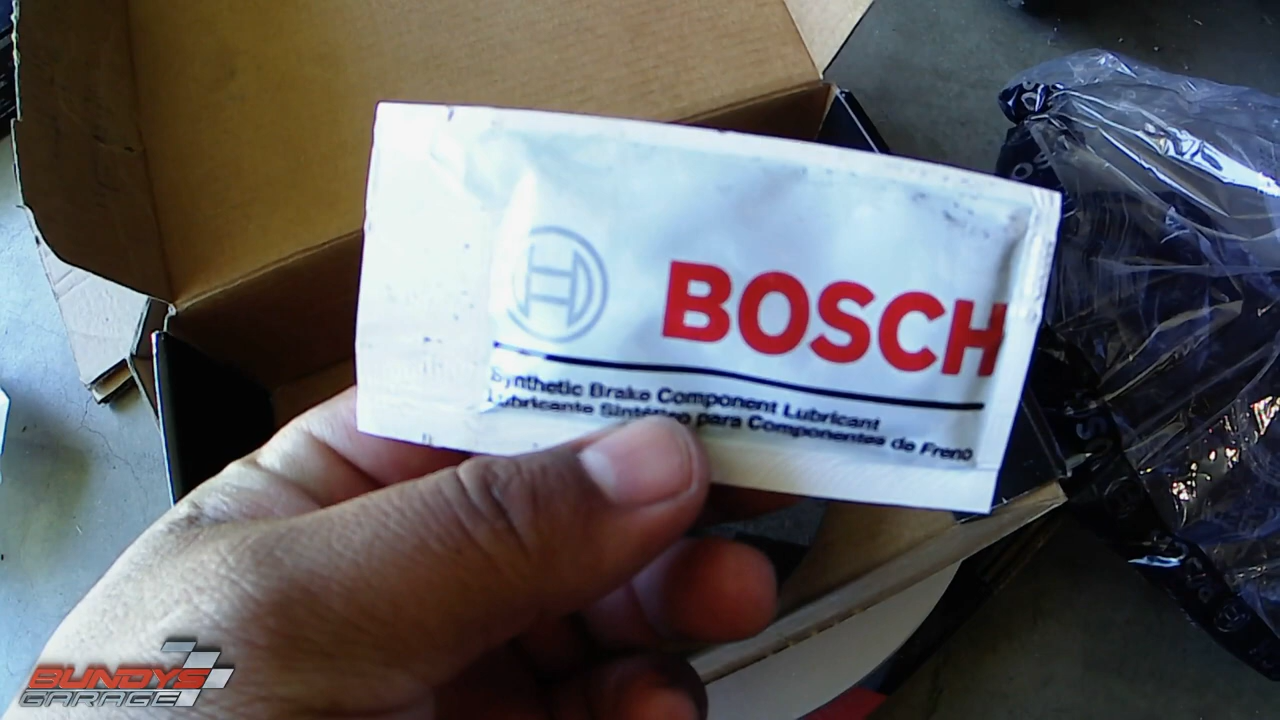 BOSCH
Synthetic Brake Component Lubricant
Lubricante Sintético para Componentes de Freno
BUNDYS
GARAGE